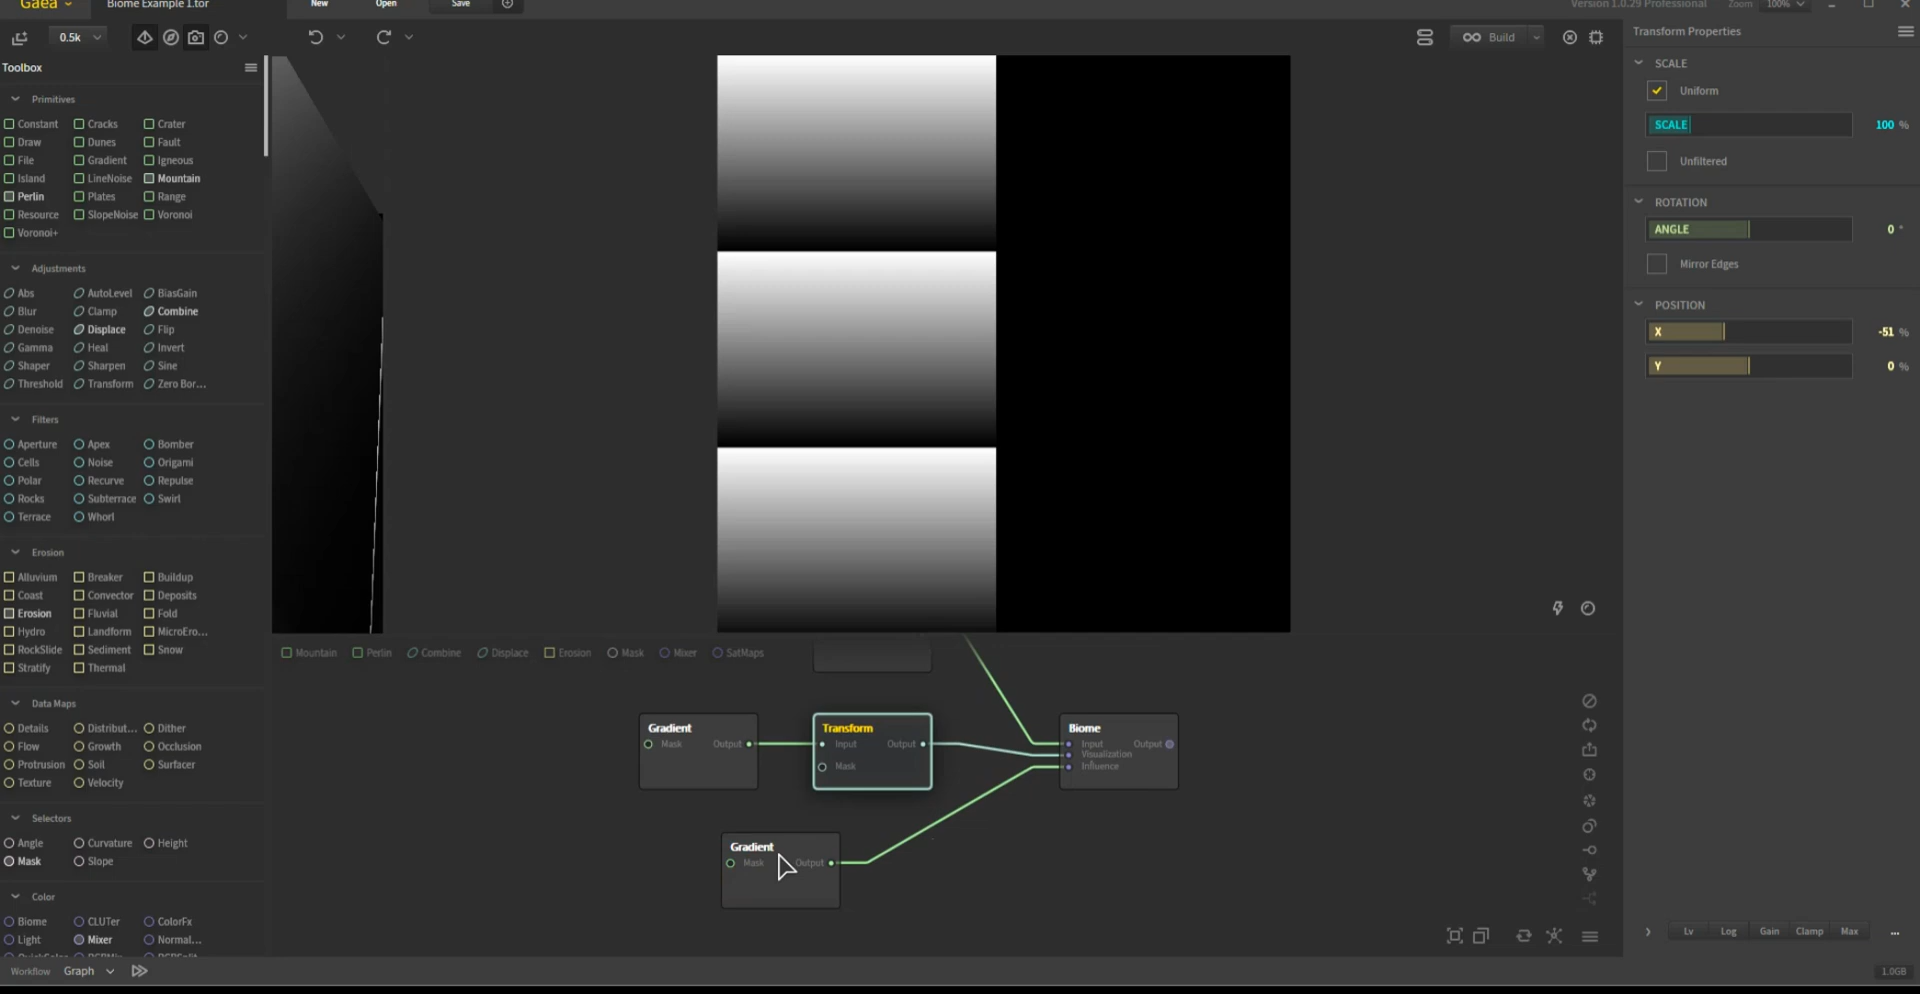 Gaea
Biome Example 1.tor
New
Open
Save
Version 1.0.29 Professional
Zoom
100%
0.5k
Build
Transform Properties
Toolbox
Primitives
Constant Cracks Crater
Draw Dunes Fault
File Gradient Igneous
Island LineNoise Mountain
Perlin Plates Range
Resource SlopeNoise Voronoi
Voronoi+
Adjustments
Abs AutoLevel BiasGain
Blur Clamp Combine
Denoise Displace Flip
Gamma Heal Invert
Shaper Sharpen Sine
Threshold Transform Zero Bor...
Filters
Aperture Apex Bomber
Cells Noise Origami
Polar Recurve Repulse
Rocks Subterrace Swirl
Terrace Whorl
Erosion
Alluvium Breaker Buildup
Coast Convector Deposits
Erosion Fluvial Fold
Hydro Landform MicroEro...
RockSlide Sediment Snow
Stratify Thermal
Data Maps
Details Distribut... Dither
Flow Growth Occlusion
Protrusion Soil Surfacer
Texture Velocity
Selectors
Angle Curvature Height
Mask Slope
Color
Biome CLUTer ColorFx
Light Mixer Normal...
Workflow Graph
Mountain Perlin Combine Displace Erosion Mask Mixer SatMaps
Gradient
Mask Output
Transform
Input Output
Mask
Biome
Input Output
Visualization
Influence
Gradient
Mask Output
SCALE
Uniform
SCALE 100 %
Unfiltered
ROTATION
ANGLE 0 °
Mirror Edges
POSITION
X -51 %
Y 0 %
Lv Log Gain Clamp Max ...
1.0GB